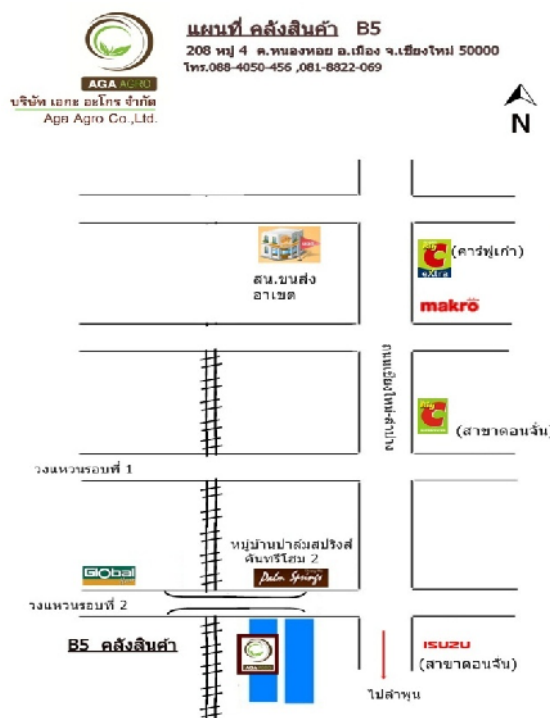 แผนที่ คลังสินค้า B5
208 หมู่ 4 ต.หนองหอย อ.เมือง จ.เชียงใหม่ 50000
โทร.088-4050-456 ,081-8822-069
AGA AGRO
บริษัท เอกะ อะโกร จำกัด
Aga Agro Co.,Ltd.
N
สน.ขนส่ง
อาเขต
Big C
extra
(คาร์ฟูเก่า)
makro
ถนนเชียงใหม่-ลำปาง
Big C
(สาขาดอนจั่น)
วงแหวนรอบที่ 1
หมู่บ้านปาล์มสปริงส์
คันทรีโฮม 2
Global
Palm Springs
วงแหวนรอบที่ 2
B5 คลังสินค้า
AGA
ISUZU
(สาขาดอนจั่น)
ไปลำพูน